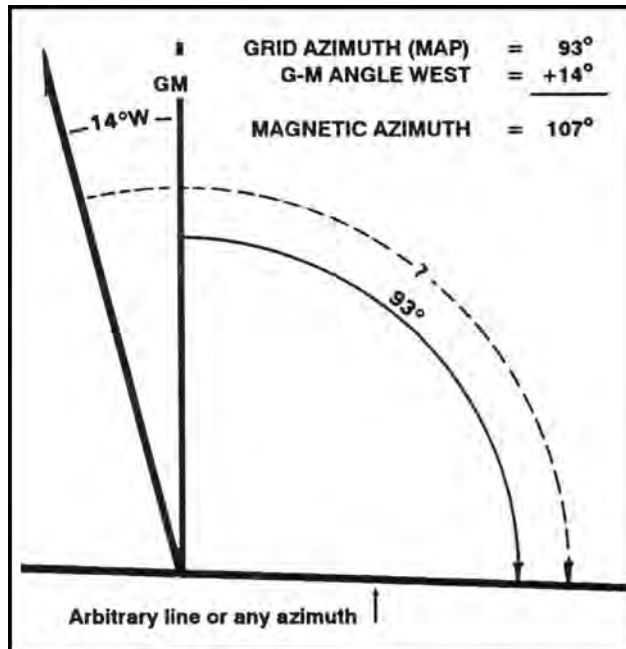 GRID AZIMUTH (MAP) = 93°
G-M ANGLE WEST = +14°
MAGNETIC AZIMUTH = 107°
GM
14°W
?
93°
Arbitrary line or any azimuth